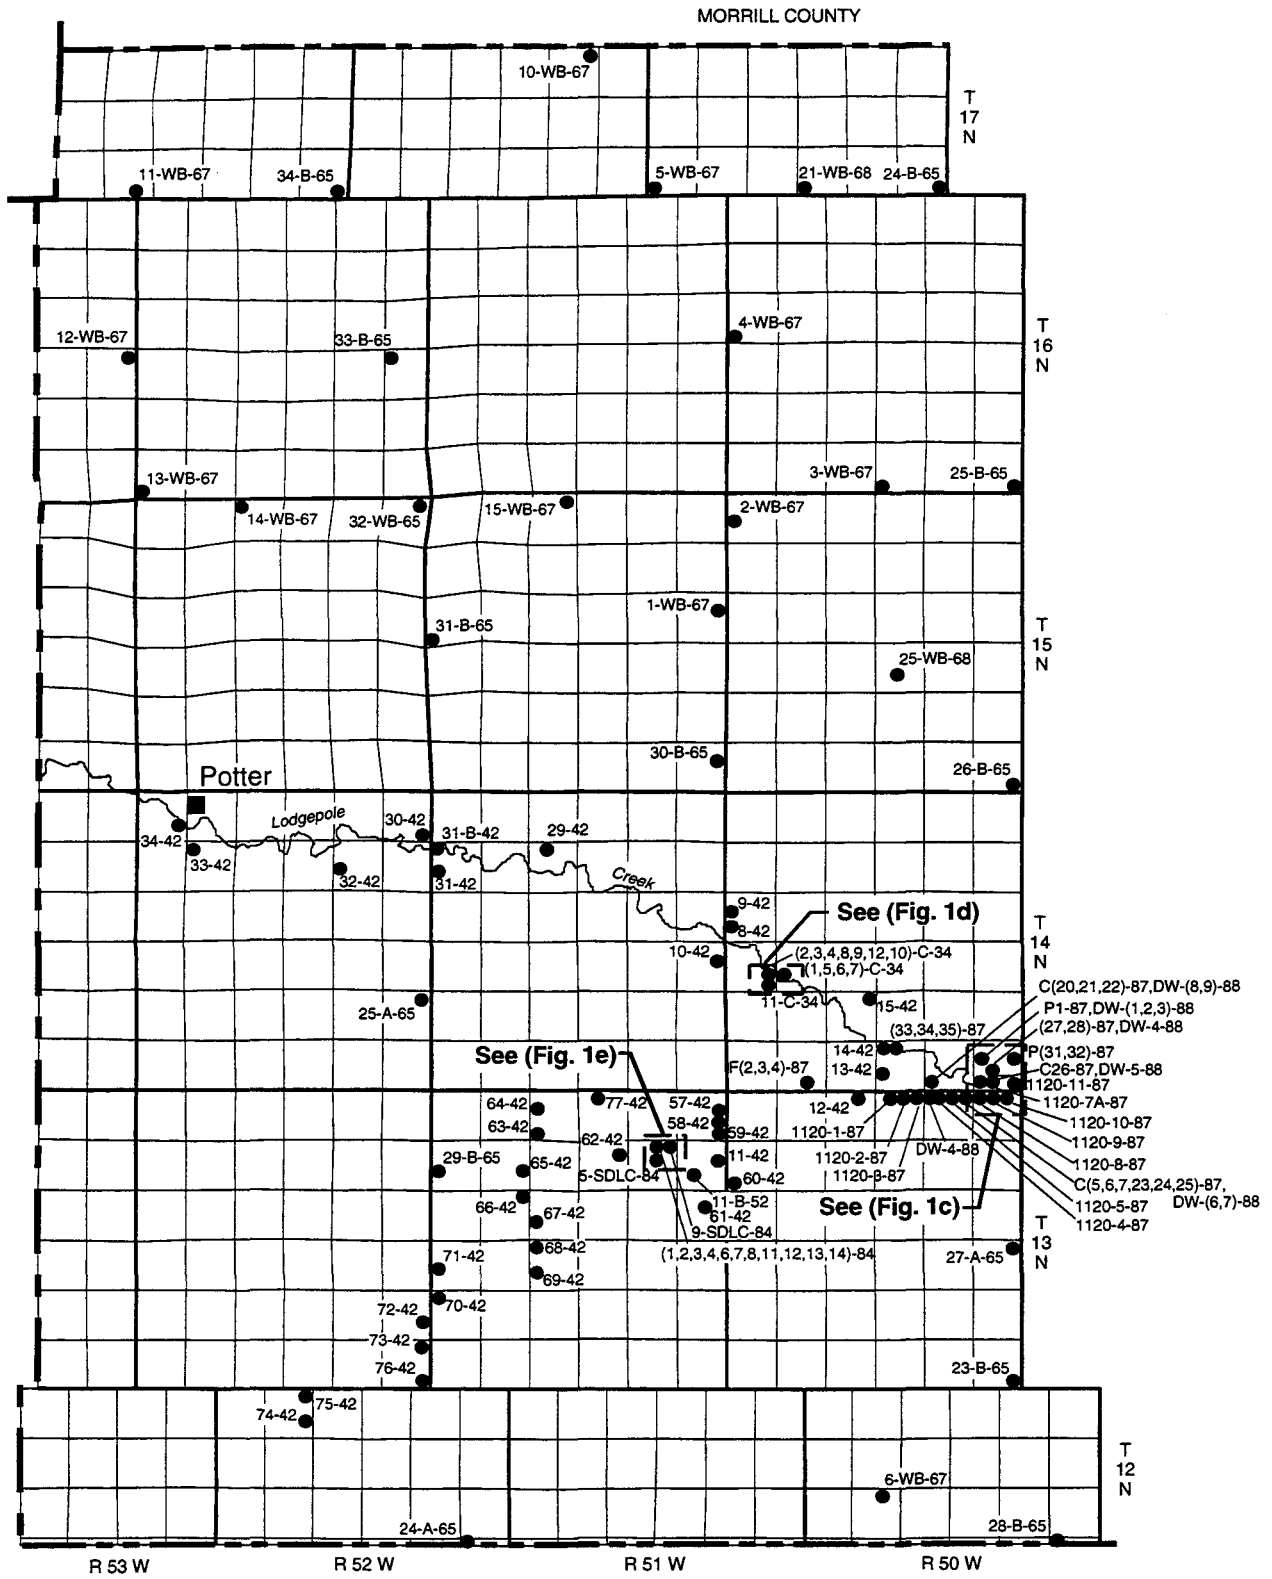 MORRILL COUNTY
10-WB-67
T
17
N
11-WB-67
34-B-65
5-WB-67
21-WB-68
24-B-65
4-WB-67
12-WB-67
33-B-65
T
16
N
13-WB-67
3-WB-67
25-B-65
14-WB-67
32-WB-65
15-WB-67
2-WB-67
1-WB-67
31-B-65
T
15
N
25-WB-68
30-B-65
26-B-65
Potter
Lodgepole
30-42
31-B-42
29-42
34-42
33-42
32-42
31-42
Creek
9-42
See (Fig. 1d)
8-42
T
14
N
10-42
(2,3,4,8,9,12,10)-C-34
(1,5,6,7)-C-34
11-C-34
C(20,21,22)-87,DW-(8,9)-88
25-A-65
15-42
P1-87,DW-(1,2,3)-88
(33,34,35)-87
(27,28)-87,DW-4-88
See (Fig. 1e)
14-42
P(31,32)-87
F(2,3,4)-87
13-42
C26-87,DW-5-88
1120-11-87
64-42
77-42
57-42
12-42
1120-7A-87
58-42
1120-10-87
63-42
62-42
59-42
1120-1-87
1120-9-87
29-B-65
65-42
11-42
1120-2-87
DW-4-88
1120-8-87
5-SDLC-84
60-42
1120-3-87
C(5,6,7,23,24,25)-87,
DW-(6,7)-88
66-42
11-B-52
See (Fig. 1c)
1120-5-87
67-42
61-42
1120-4-87
9-SDLC-84
T
13
N
71-42
68-42
(1,2,3,4,6,7,8,11,12,13,14)-84
27-A-65
69-42
70-42
72-42
73-42
76-42
23-B-65
75-42
74-42
T
12
N
6-WB-67
24-A-65
28-B-65
R 53 W
R 52 W
R 51 W
R 50 W